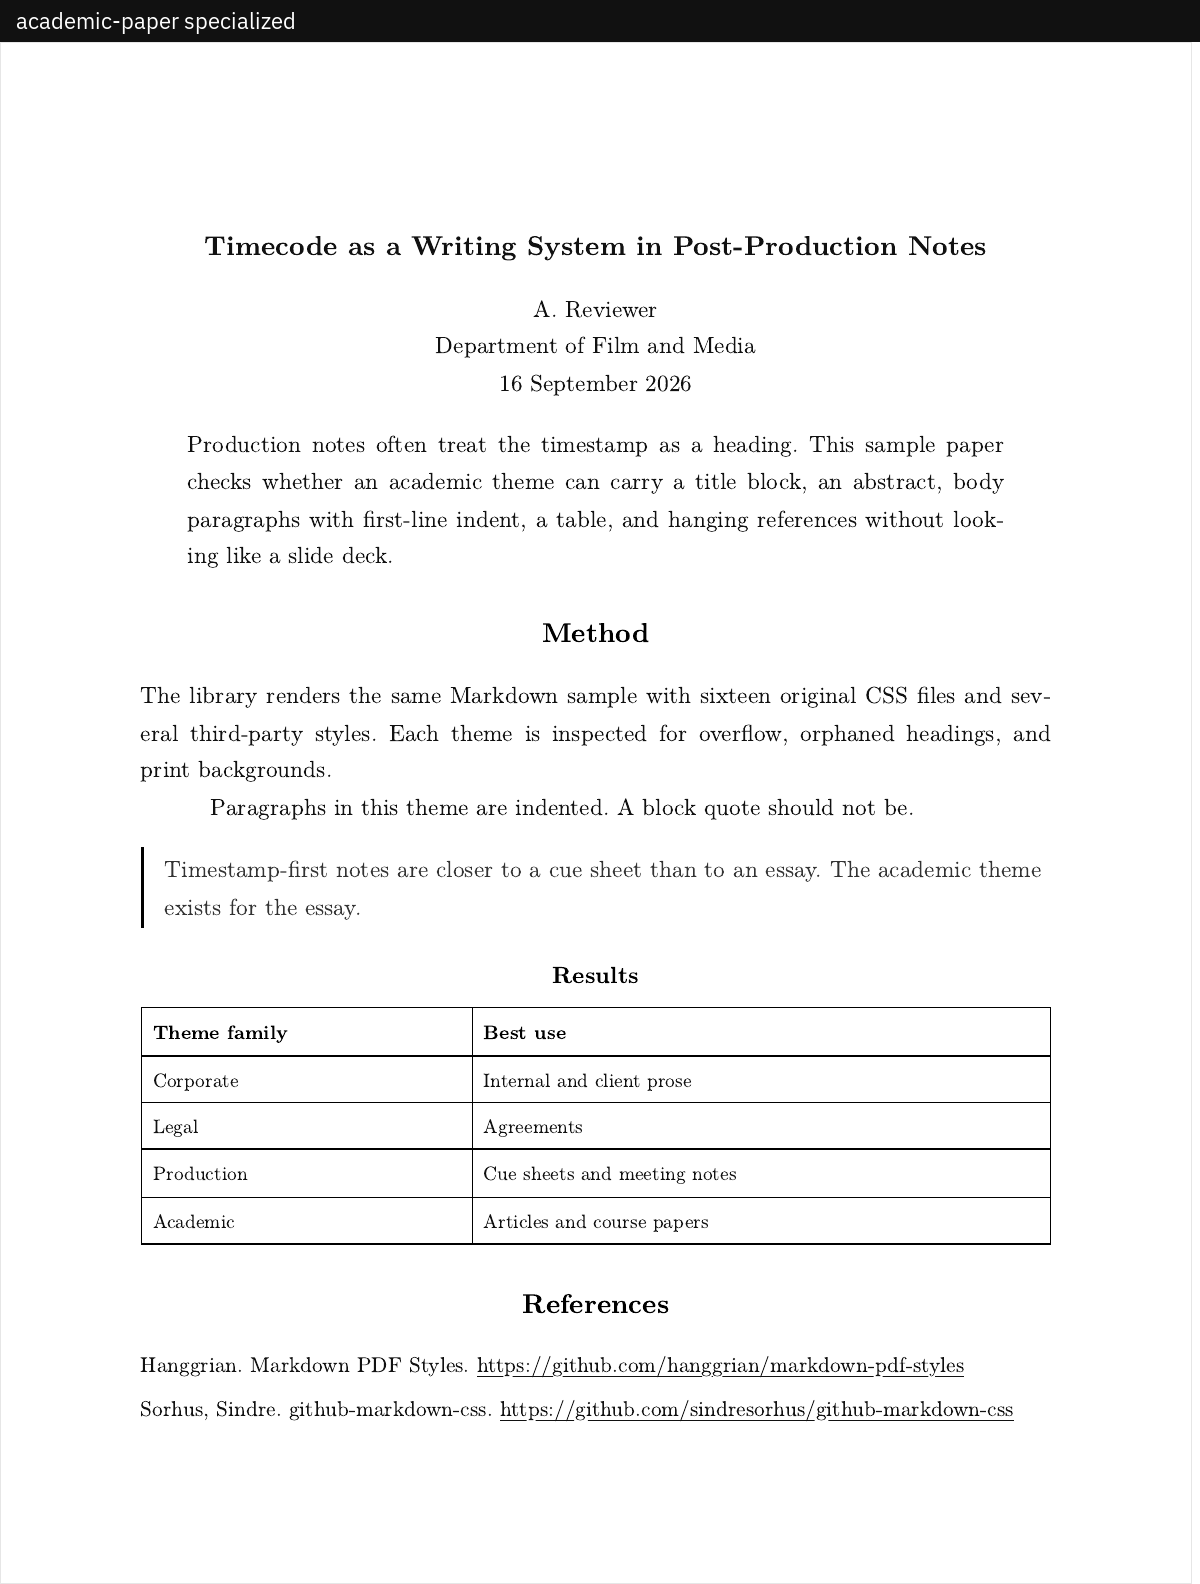 academic-paper specialized
Timecode as a Writing System in Post-Production Notes
A. Reviewer
Department of Film and Media
16 September 2026
Production notes often treat the timestamp as a heading. This sample paper
checks whether an academic theme can carry a title block, an abstract, body
paragraphs with first-line indent, a table, and hanging references without look-
ing like a slide deck.
Method
The library renders the same Markdown sample with sixteen original CSS files and sev-
eral third-party styles. Each theme is inspected for overflow, orphaned headings, and
print backgrounds.
Paragraphs in this theme are indented. A block quote should not be.
Timestamp-first notes are closer to a cue sheet than to an essay. The academic theme
exists for the essay.
Results
Theme family Best use
Corporate Internal and client prose
Legal Agreements
Production Cue sheets and meeting notes
Academic Articles and course papers
References
Hanggrian. Markdown PDF Styles. https://github.com/hanggrian/markdown-pdf-styles
Sorhus, Sindre. github-markdown-css. https://github.com/sindresorhus/github-markdown-css